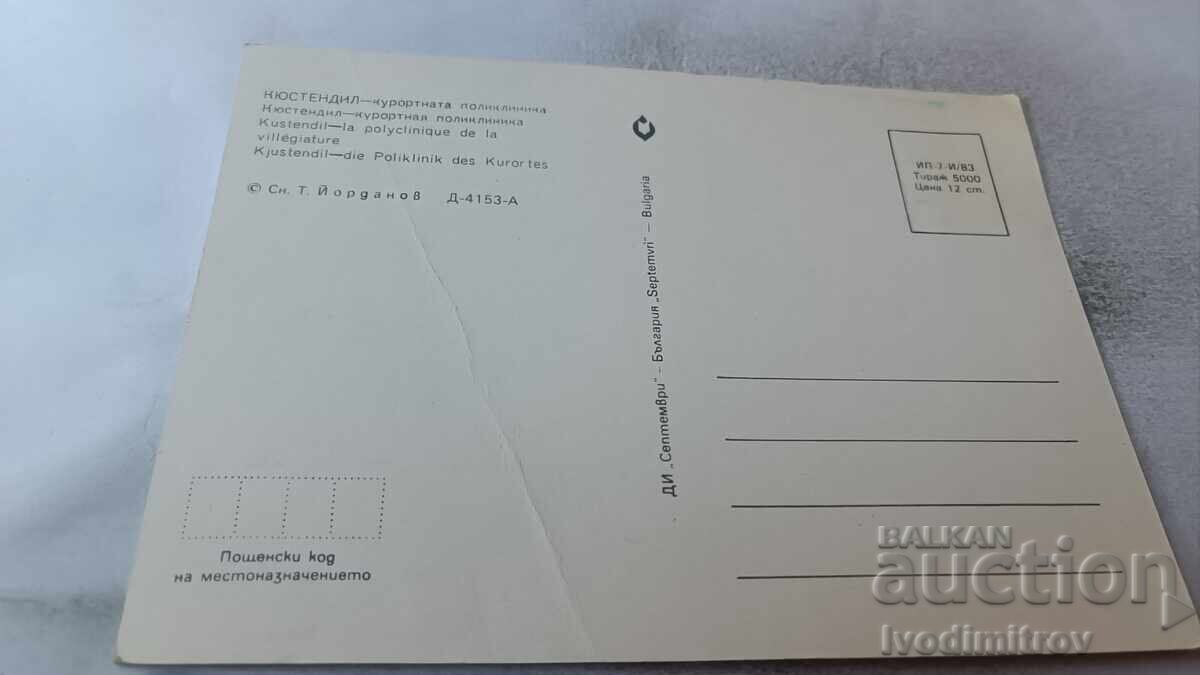 КЮСТЕНДИЛ—курортната поликлиника
Кюстендил—курортная поликлиника
Kustendil—la polyclinique de la
villégiature
Kjustendil—die Poliklinik des Kurortes
© Сн. Т. Йорданов Д-4153-А
Пощенски код
на местоназначението
ДИ „Септември" – България „Septemvri" – Bulgaria
ИП-7-И/83
Тираж 5000
Цена 12 ст.
BALKAN
auction
Ivodimitrov